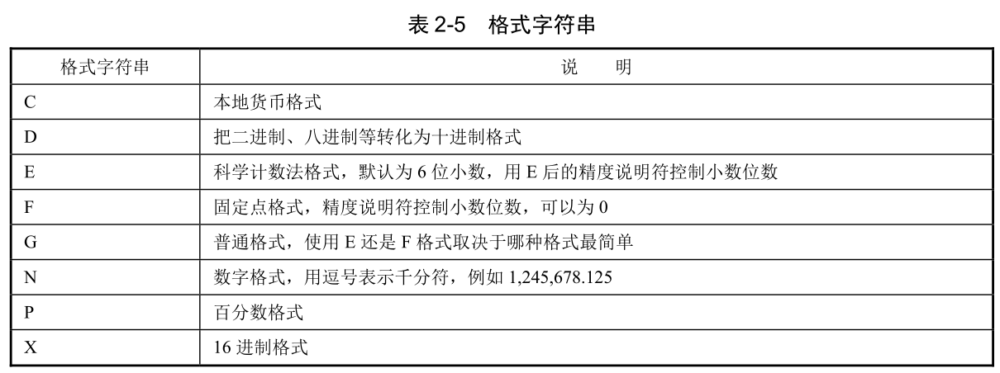 表 2-5 格式字符串
格式字符串 说 明
C 本地货币格式
D 把二进制、八进制等转化为十进制格式
E 科学计数法格式，默认为 6 位小数，用 E 后的精度说明符控制小数位数
F 固定点格式，精度说明符控制小数位数，可以为 0
G 普通格式，使用 E 还是 F 格式取决于哪种格式最简单
N 数字格式，用逗号表示千分符，例如 1,245,678.125
P 百分数格式
X 16 进制格式